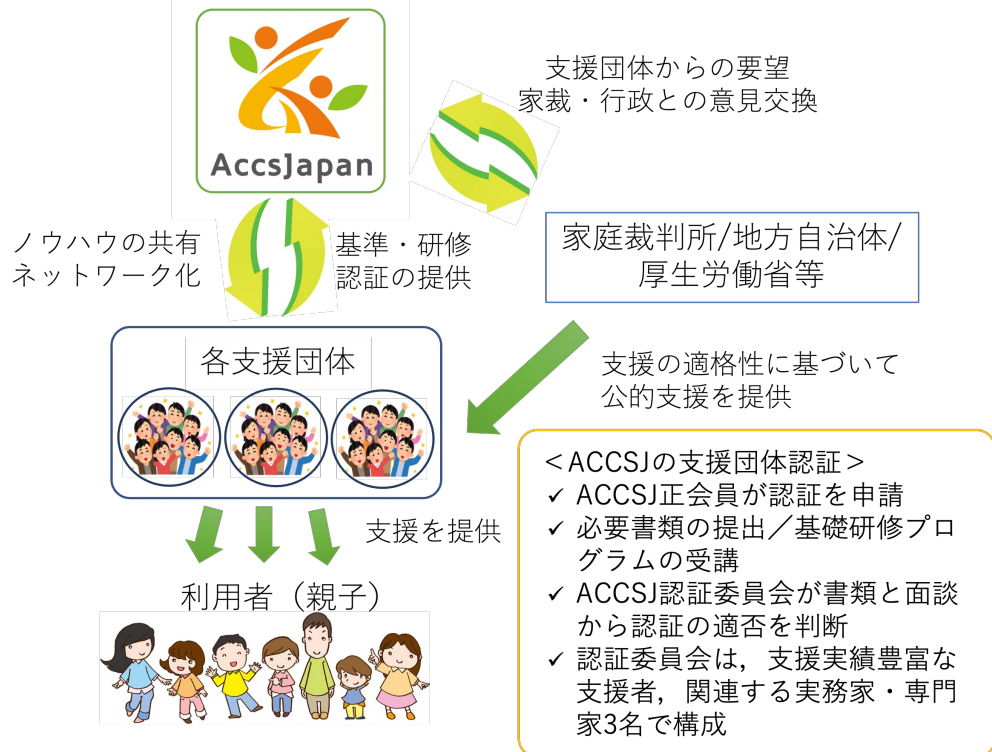 AccsJapan
支援団体からの要望
家裁・行政との意見交換
ノウハウの共有
ネットワーク化
基準・研修
認証の提供
家庭裁判所/地方自治体/
厚生労働省等
各支援団体
支援の適格性に基づいて
公的支援を提供
支援を提供
利用者（親子）
＜ACCSJの支援団体認証＞
✓ ACCSJ正会員が認証を申請
✓ 必要書類の提出／基礎研修プロ
グラムの受講
✓ ACCSJ認証委員会が書類と面談
から認証の適否を判断
✓ 認証委員会は，支援実績豊富な
支援者，関連する実務家・専門
家3名で構成